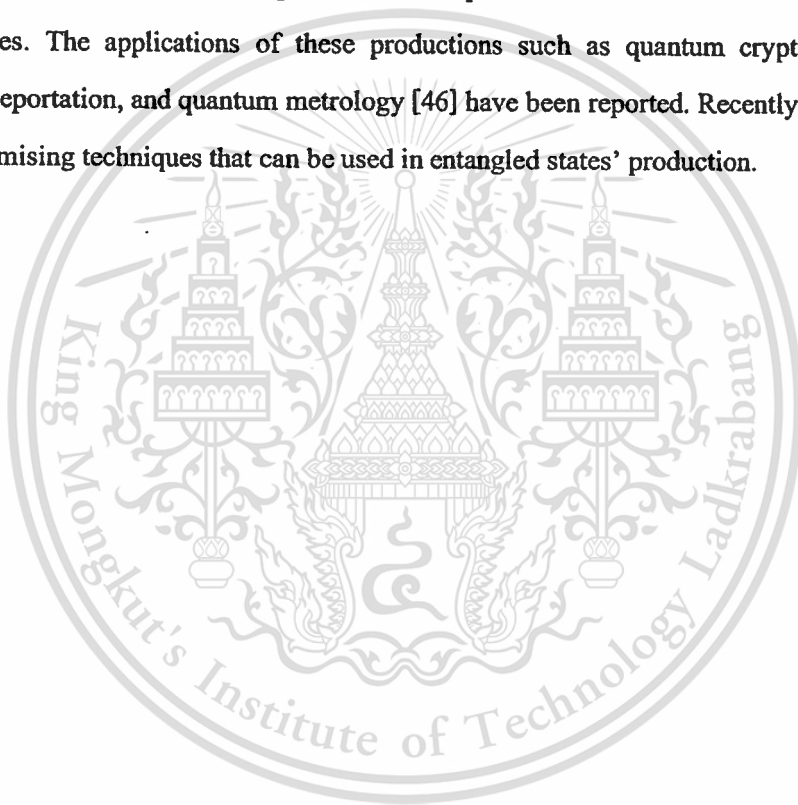 es. The applications of these productions such as quantum crypt
eportation, and quantum metrology [46] have been reported. Recently
mising techniques that can be used in entangled states' production.
King Mongkut's Institute of Technology Ladkrabang